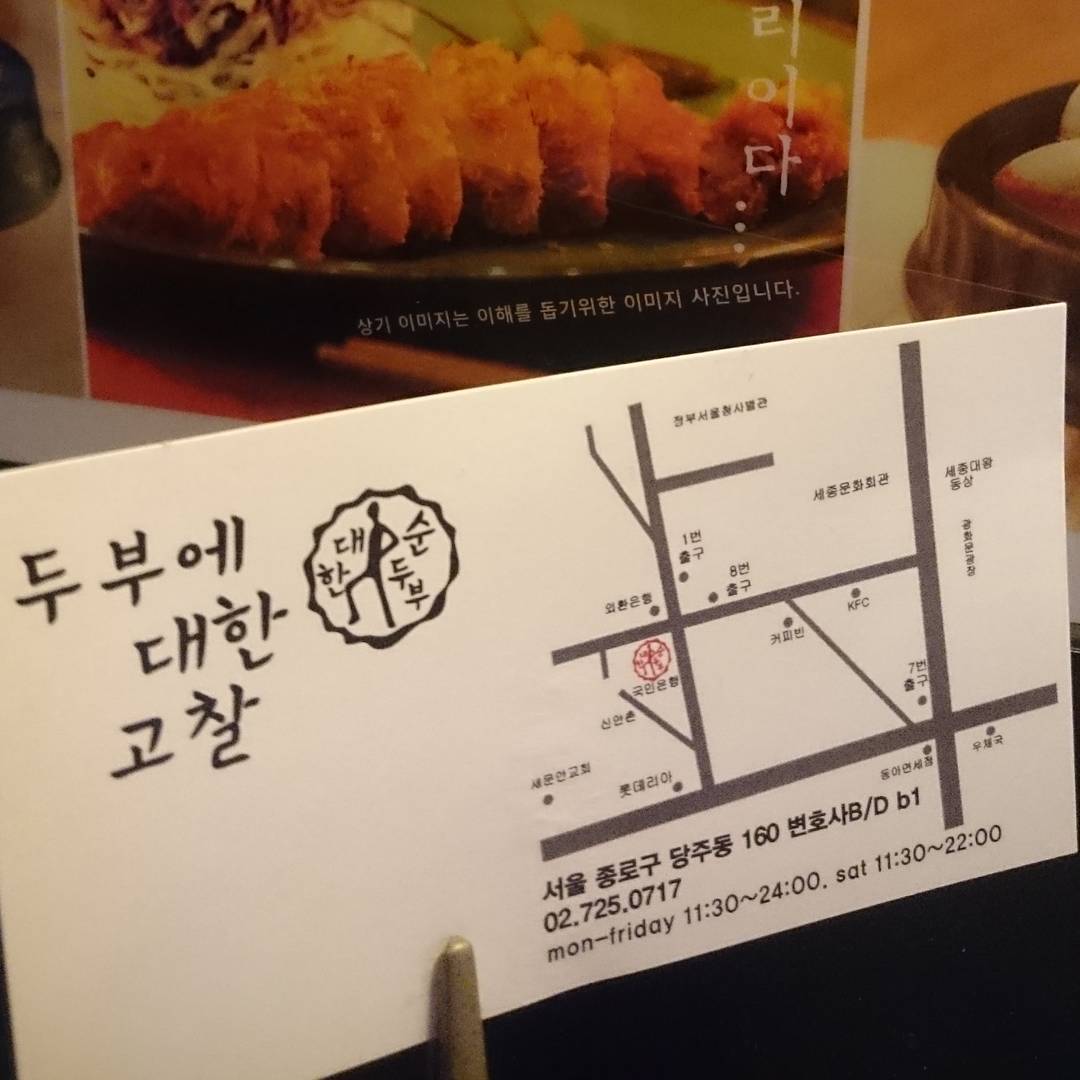 리이다...
상기 이미지는 이해를 돕기위한 이미지 사진입니다.
두부에
대한
고찰
대한
순두부
정부서울청사별관
세종문화회관
세종대왕
동상
광화문광장
1번
출구
8번
출구
외환은행
KFC
커피빈
국민은행
7번
출구
신안촌
새문안교회
롯데리아
동아면세점
우체국
서울 종로구 당주동 160 변호사B/D b1
02.725.0717
mon-friday 11:30~24:00. sat 11:30~22:00